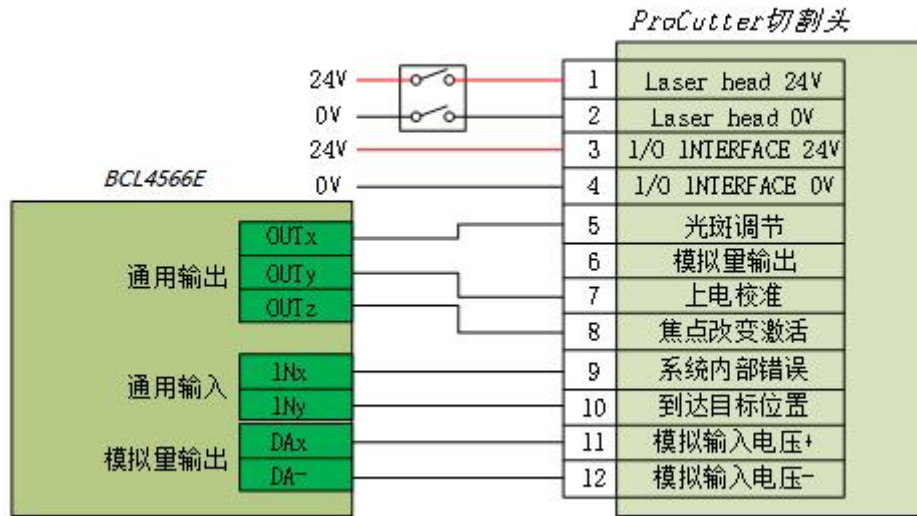 ProCutter切割头
24V
1
Laser head 24V
0V
2
Laser head 0V
24V
3
I/O INTERFACE 24V
BCL4566E
0V
4
I/O INTERFACE 0V
OUTx
5
光斑调节
通用输出
OUTy
6
模拟量输出
OUTz
7
上电校准
8
焦点改变激活
通用输入
INx
9
系统内部错误
INy
10
到达目标位置
模拟量输出
DAx
11
模拟输入电压+
DA-
12
模拟输入电压-